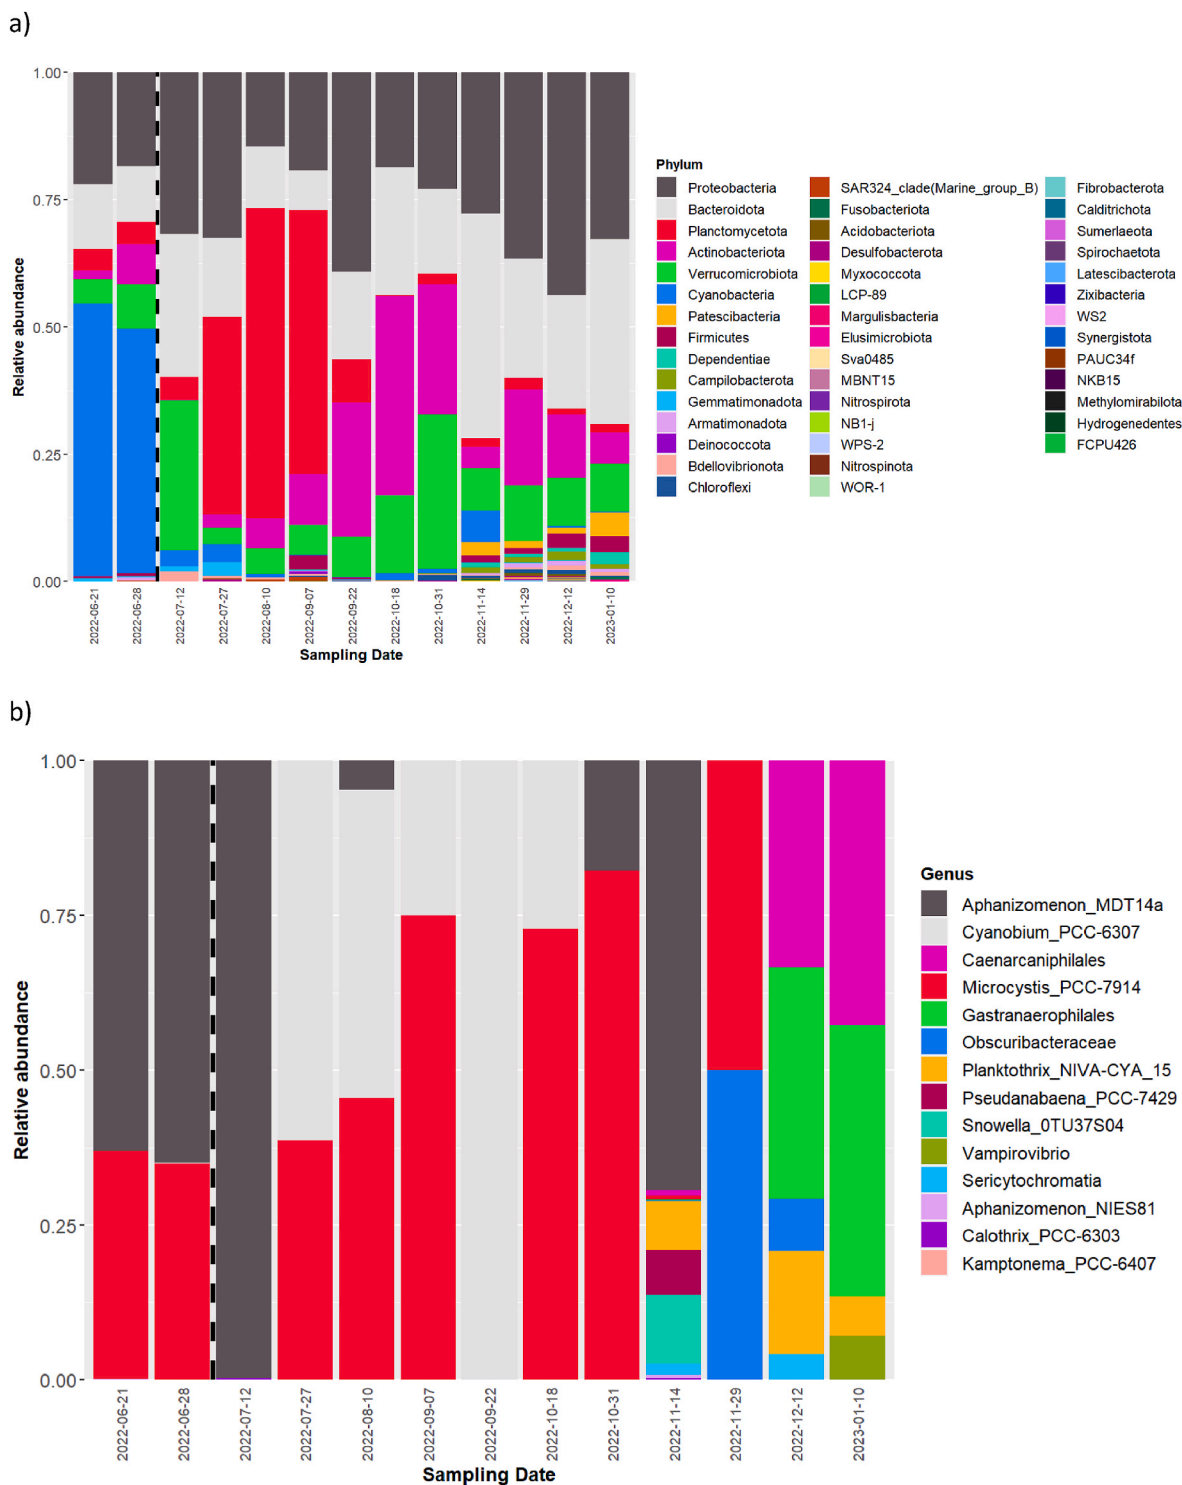 a)
1.00
0.75
0.50
0.25
0.00
Relative abundance
2022-06-21
2022-06-28
2022-07-12
2022-07-27
2022-08-10
2022-09-07
2022-09-22
2022-10-18
2022-10-31
2022-11-14
2022-11-29
2022-12-12
2023-01-10
Sampling Date
Phylum
Proteobacteria
Bacteroidota
Planctomycetota
Actinobacteriota
Verrucomicrobiota
Cyanobacteria
Patescibacteria
Firmicutes
Dependentiae
Campilobacterota
Gemmatimonadota
Armatimonadota
Deinococcota
Bdellovibrionota
Chloroflexi
SAR324_clade(Marine_group_B)
Fusobacteriota
Acidobacteriota
Desulfobacterota
Myxococcota
LCP-89
Margulisbacteria
Elusimicrobiota
Sva0485
MBNT15
Nitrospirota
NB1-j
WPS-2
Nitrospinota
WOR-1
Fibrobacterota
Calditrichota
Sumerlaeota
Spirochaetota
Latescibacterota
Zixibacteria
WS2
Synergistota
PAUC34f
NKB15
Methylomirabilota
Hydrogenedentes
FCPU426
b)
1.00
0.75
0.50
0.25
0.00
Relative abundance
2022-06-21
2022-06-28
2022-07-12
2022-07-27
2022-08-10
2022-09-07
2022-09-22
2022-10-18
2022-10-31
2022-11-14
2022-11-29
2022-12-12
2023-01-10
Sampling Date
Genus
Aphanizomenon_MDT14a
Cyanobium_PCC-6307
Caenarcaniphilales
Microcystis_PCC-7914
Gastranaerophilales
Obscuribacteraceae
Planktothrix_NIVA-CYA_15
Pseudanabaena_PCC-7429
Snowella_0TU37S04
Vampirovibrio
Sericytochromatia
Aphanizomenon_NIES81
Calothrix_PCC-6303
Kamptonema_PCC-6407